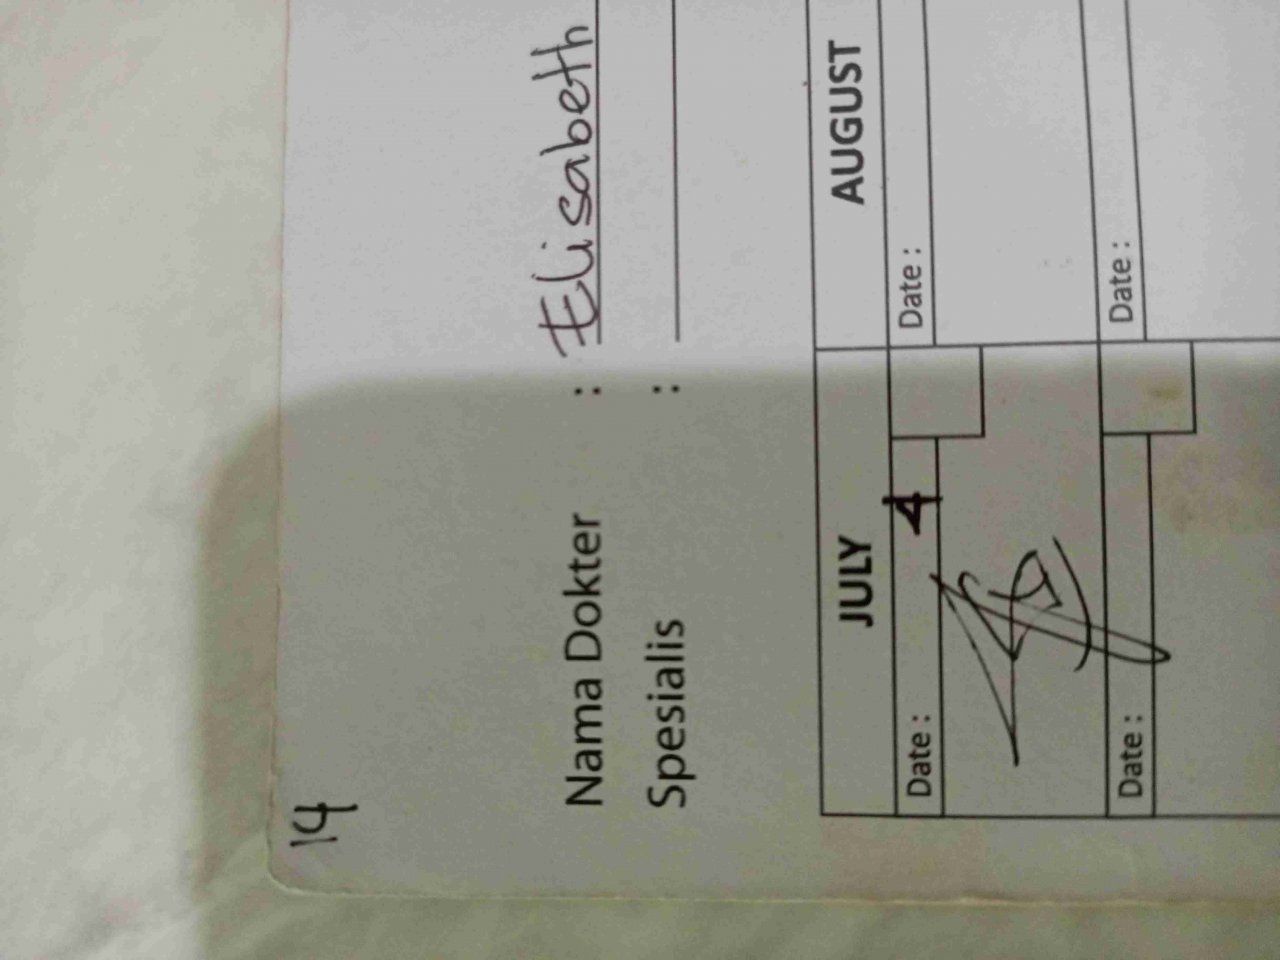 14
Nama Dokter : Elisabeth
Spesialis :
JULY AUGUST
Date : 4 Date :
Date : Date :